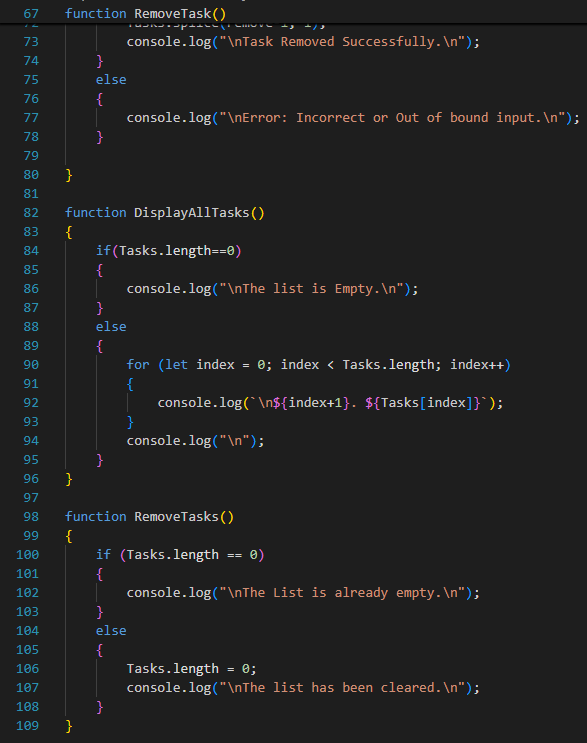 67 function RemoveTask()
73 console.log("\nTask Removed Successfully.\n");
74 }
75 else
76 {
77 console.log("\nError: Incorrect or Out of bound input.\n");
78 }
79
80 }
81
82 function DisplayAllTasks()
83 {
84 if(Tasks.length==0)
85 {
86 console.log("\nThe list is Empty.\n");
87 }
88 else
89 {
90 for (let index = 0; index < Tasks.length; index++)
91 {
92 console.log(`\n${index+1}. ${Tasks[index]}`);
93 }
94 console.log("\n");
95 }
96 }
97
98 function RemoveTasks()
99 {
100 if (Tasks.length == 0)
101 {
102 console.log("\nThe List is already empty.\n");
103 }
104 else
105 {
106 Tasks.length = 0;
107 console.log("\nThe list has been cleared.\n");
108 }
109 }